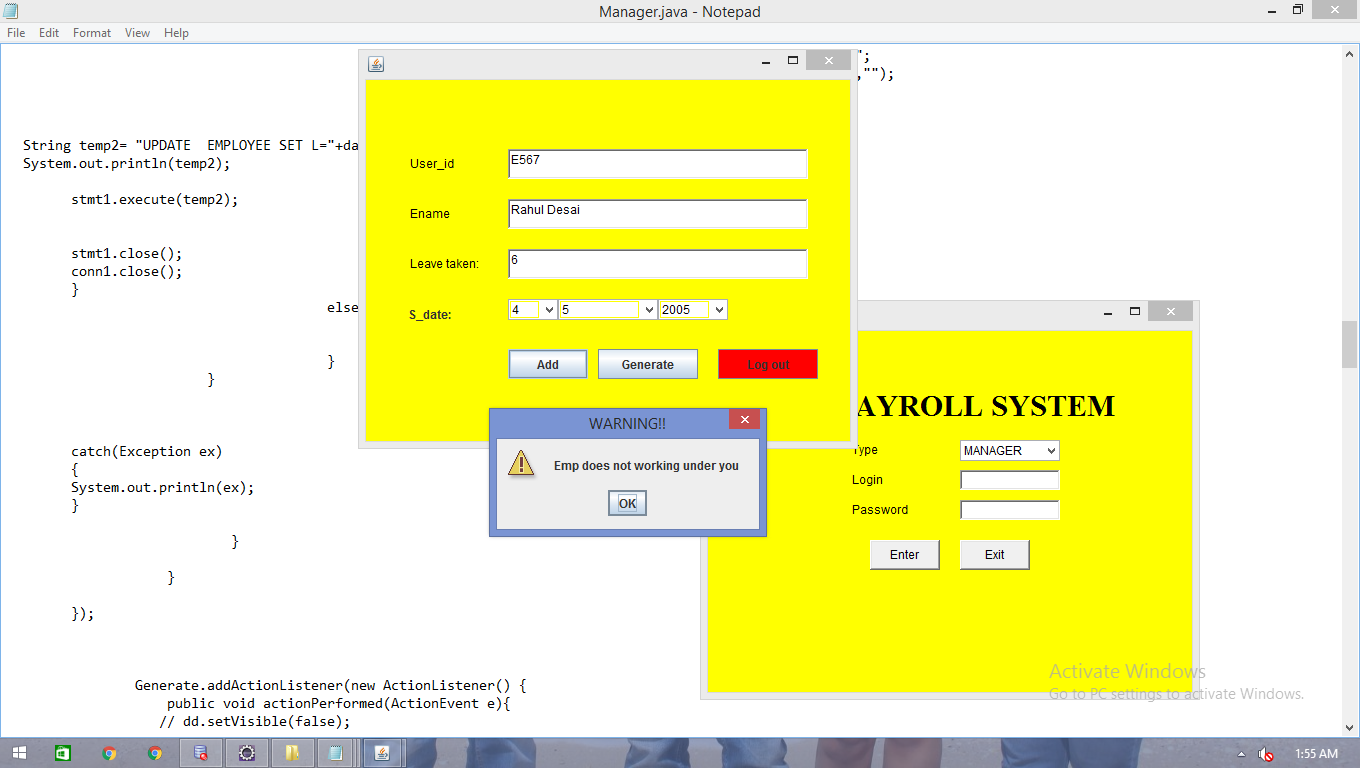 Manager.java - Notepad
File Edit Format View Help
";
,"");
String temp2= "UPDATE  EMPLOYEE SET L="+da
System.out.println(temp2);
stmt1.execute(temp2);
stmt1.close();
conn1.close();
}
else
}
}
catch(Exception ex)
{
System.out.println(ex);
}
}
}
});
Generate.addActionListener(new ActionListener() {
public void actionPerformed(ActionEvent e){
// dd.setVisible(false);
User_id E567
Ename Rahul Desai
Leave taken: 6
S_date: 4 5 2005
Add Generate Log out
WARNING!!
Emp does not working under you
OK
AYROLL SYSTEM
Type MANAGER
Login
Password
Enter Exit
Activate Windows
Go to PC settings to activate Windows.
1:55 AM